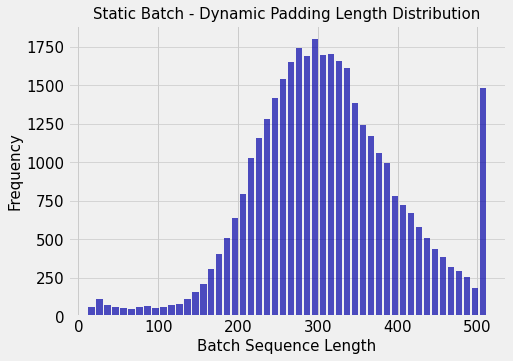 Static Batch - Dynamic Padding Length Distribution
1750
1500
1250
1000
750
500
250
0
Frequency
0 100 200 300 400 500
Batch Sequence Length